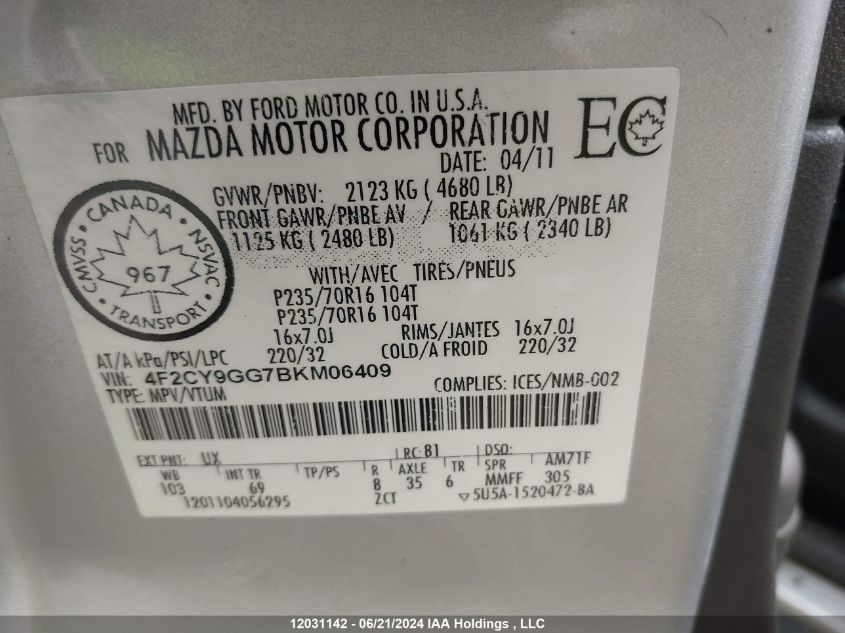 MFD. BY FORD MOTOR CO. IN U.S.A.
FOR MAZDA MOTOR CORPORATION
EC
DATE: 04/11
GVWR/PNBV: 2123 KG ( 4680 LB)
FRONT GAWR/PNBE AV / REAR GAWR/PNBE AR
1125 KG ( 2480 LB) 1061 KG ( 2340 LB)
CANADA
CMVSS 967 NSVAC
TRANSPORT
WITH/AVEC TIRES/PNEUS
P235/70R16 104T
P235/70R16 104T
16x7.0J RIMS/JANTES 16x7.0J
AT/A kPa/PSI/LPC 220/32 COLD/A FROID 220/32
VIN: 4F2CY9GG7BKM06409
TYPE: MPV/VTUM COMPLIES: ICES/NMB-002
EXT PNT: UX RC: 81 DSO:
WB INT TR TP/PS R AXLE TR SPR AM71F
103 69 8 35 6 MMFF 305
1201104056295 ZCT 5U5A-1520472-BA
12031142 - 06/21/2024 IAA Holdings , LLC